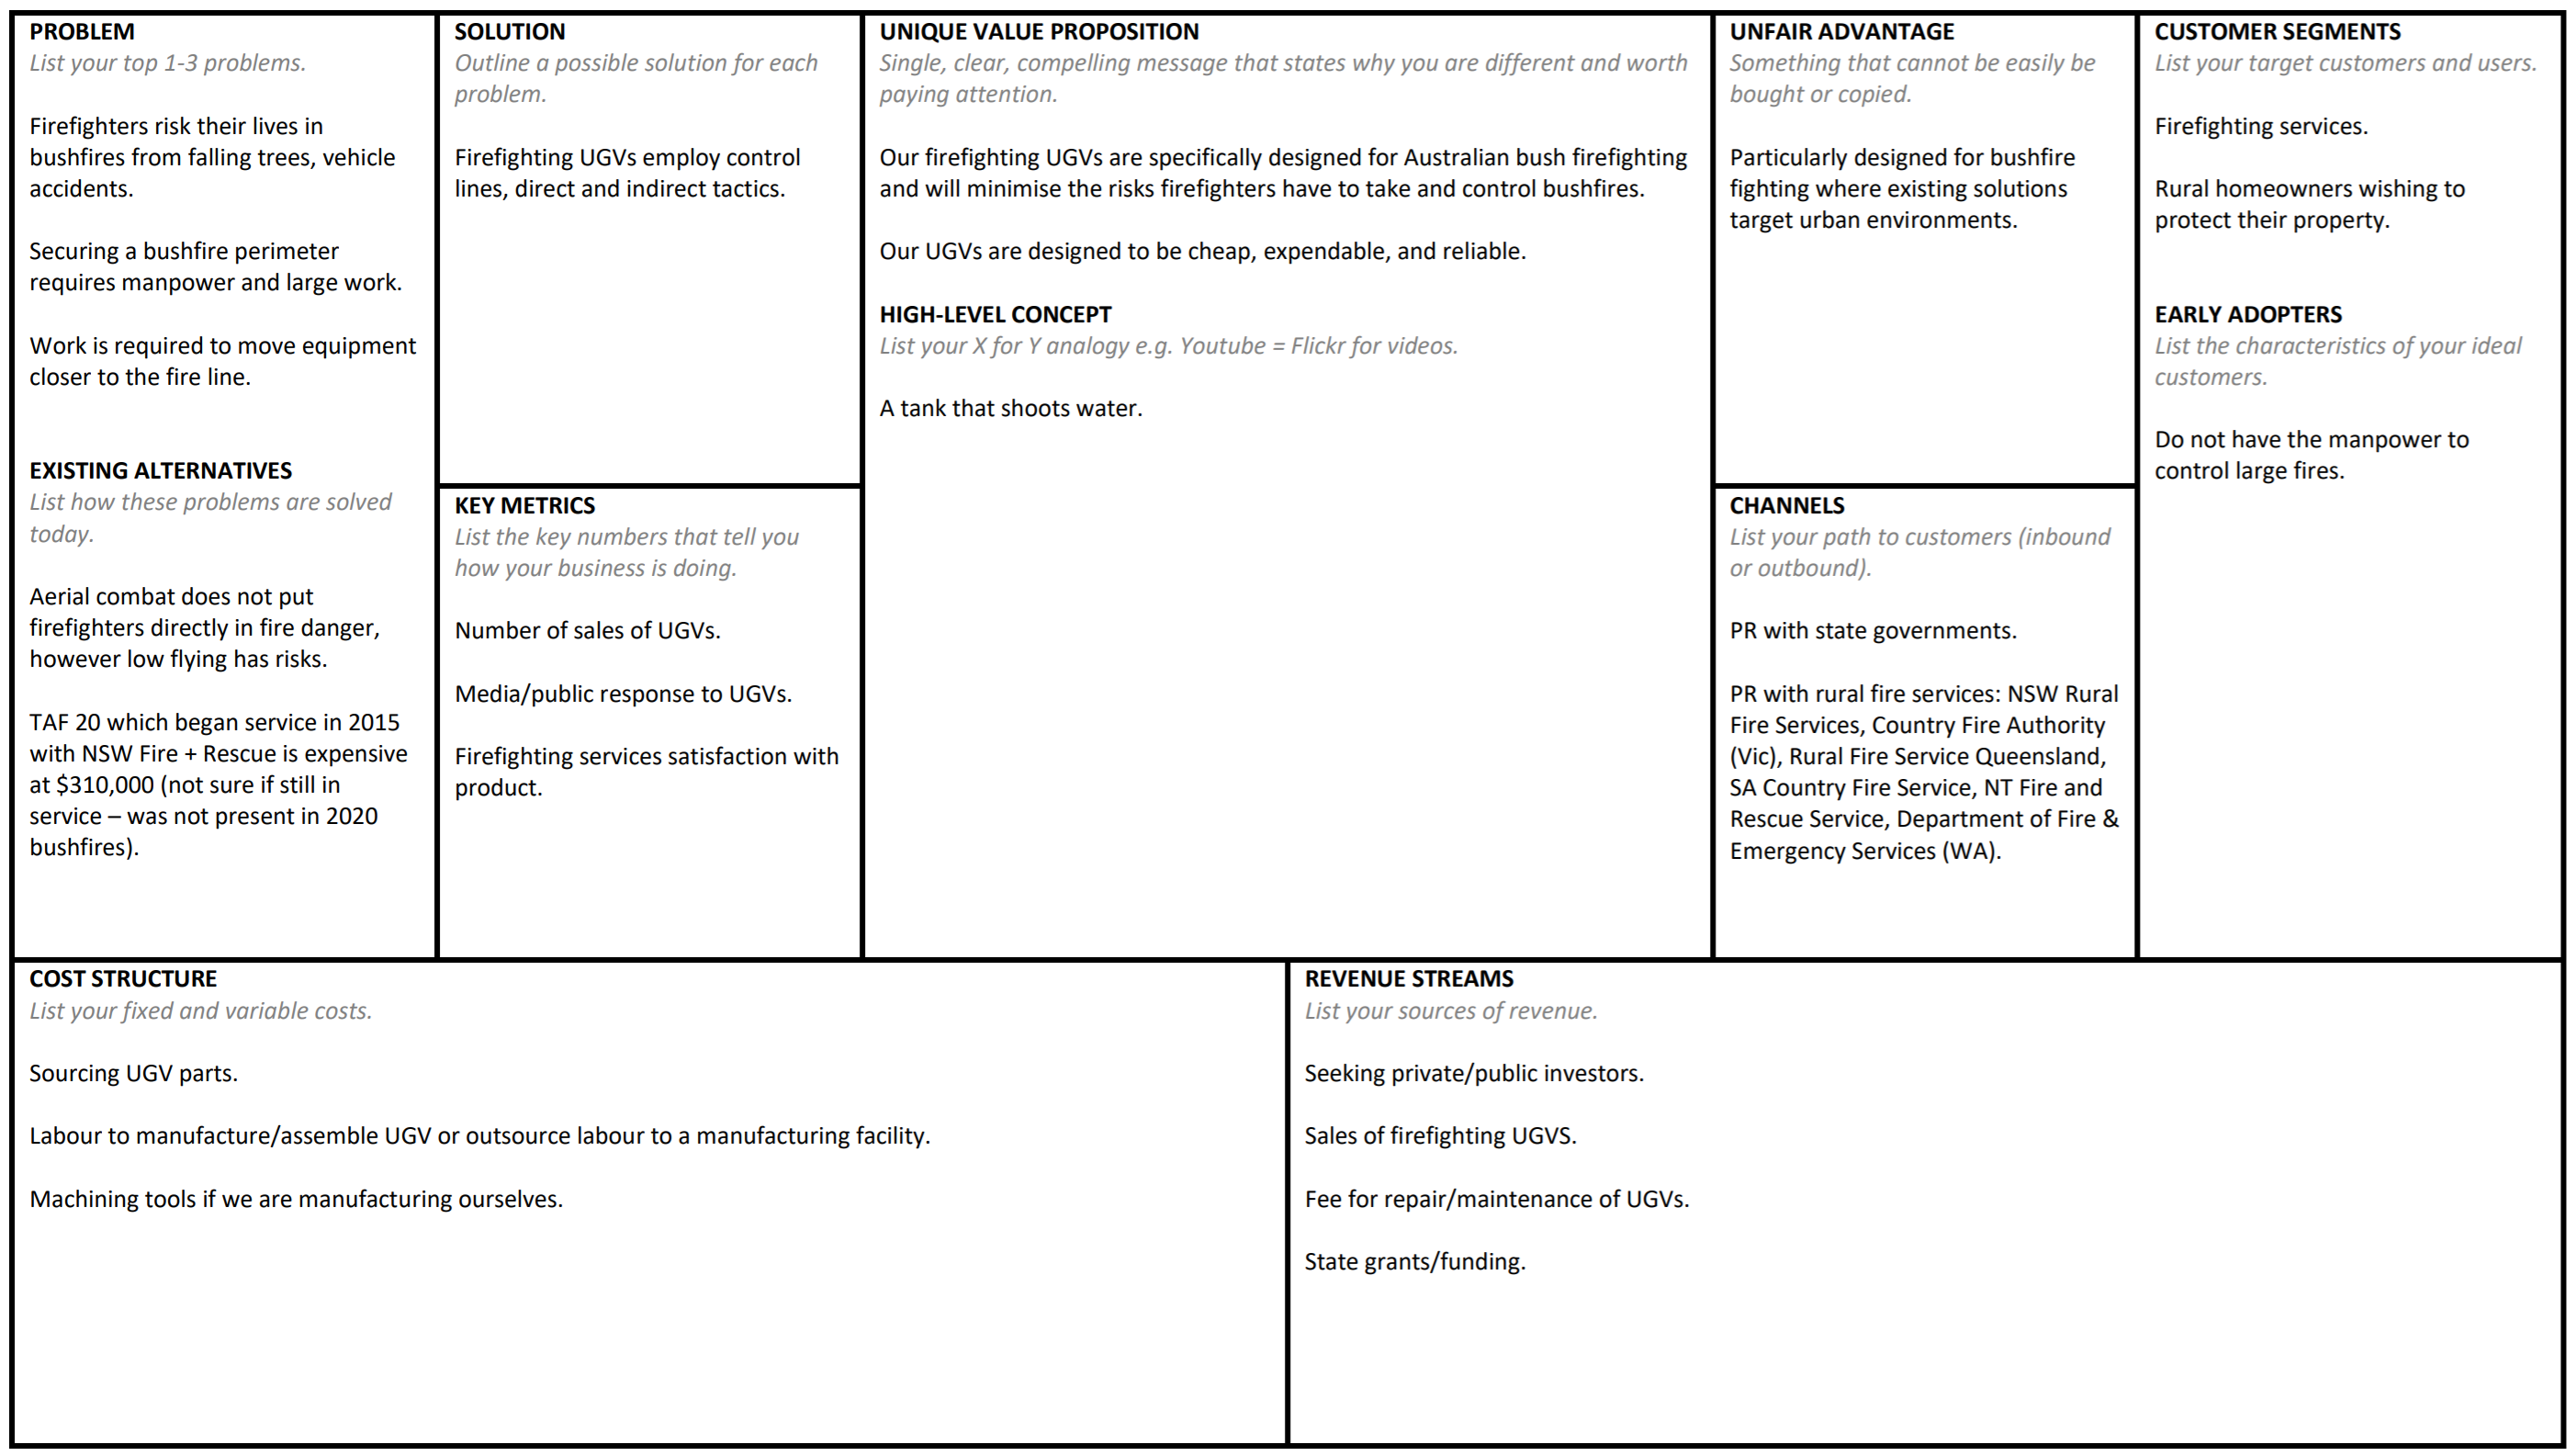 PROBLEM
List your top 1-3 problems.
Firefighters risk their lives in
bushfires from falling trees, vehicle
accidents.
Securing a bushfire perimeter
requires manpower and large work.
Work is required to move equipment
closer to the fire line.
EXISTING ALTERNATIVES
List how these problems are solved
today.
Aerial combat does not put
firefighters directly in fire danger,
however low flying has risks.
TAF 20 which began service in 2015
with NSW Fire + Rescue is expensive
at $310,000 (not sure if still in
service – was not present in 2020
bushfires).
SOLUTION
Outline a possible solution for each
problem.
Firefighting UGVs employ control
lines, direct and indirect tactics.
KEY METRICS
List the key numbers that tell you
how your business is doing.
Number of sales of UGVs.
Media/public response to UGVs.
Firefighting services satisfaction with
product.
UNIQUE VALUE PROPOSITION
Single, clear, compelling message that states why you are different and worth
paying attention.
Our firefighting UGVs are specifically designed for Australian bush firefighting
and will minimise the risks firefighters have to take and control bushfires.
Our UGVs are designed to be cheap, expendable, and reliable.
HIGH-LEVEL CONCEPT
List your X for Y analogy e.g. Youtube = Flickr for videos.
A tank that shoots water.
UNFAIR ADVANTAGE
Something that cannot be easily be
bought or copied.
Particularly designed for bushfire
fighting where existing solutions
target urban environments.
CHANNELS
List your path to customers (inbound
or outbound).
PR with state governments.
PR with rural fire services: NSW Rural
Fire Services, Country Fire Authority
(Vic), Rural Fire Service Queensland,
SA Country Fire Service, NT Fire and
Rescue Service, Department of Fire &
Emergency Services (WA).
CUSTOMER SEGMENTS
List your target customers and users.
Firefighting services.
Rural homeowners wishing to
protect their property.
EARLY ADOPTERS
List the characteristics of your ideal
customers.
Do not have the manpower to
control large fires.
COST STRUCTURE
List your fixed and variable costs.
Sourcing UGV parts.
Labour to manufacture/assemble UGV or outsource labour to a manufacturing facility.
Machining tools if we are manufacturing ourselves.
REVENUE STREAMS
List your sources of revenue.
Seeking private/public investors.
Sales of firefighting UGVS.
Fee for repair/maintenance of UGVs.
State grants/funding.